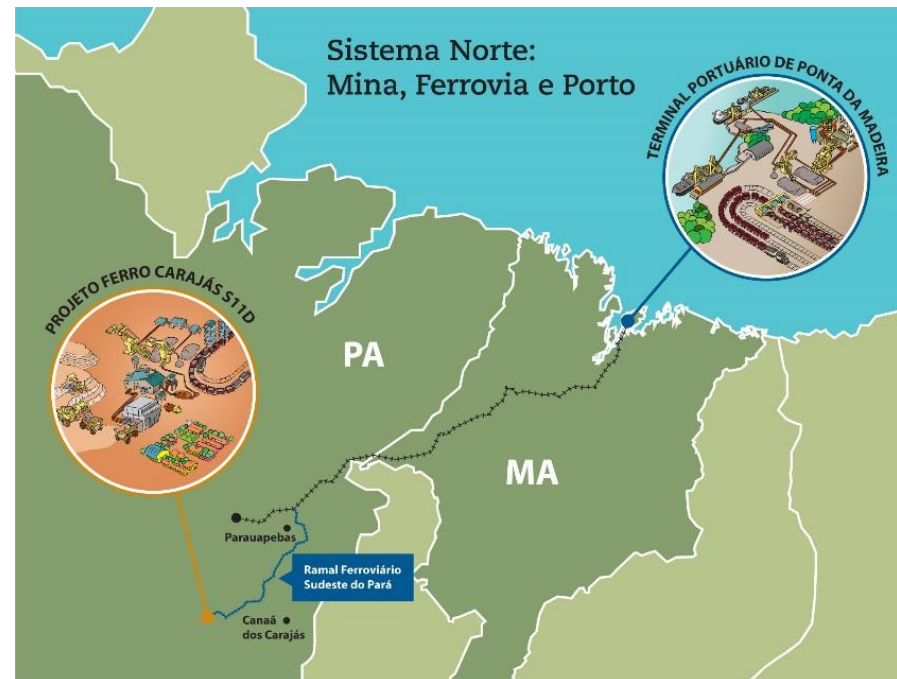 Sistema Norte:
Mina, Ferrovia e Porto
TERMINAL PORTUÁRIO DE PONTA DA MADEIRA
PROJETO FERRO CARAJÁS S11D
PA
MA
Parauapebas
Ramal Ferroviário
Sudeste do Pará
Canaã
dos Carajás